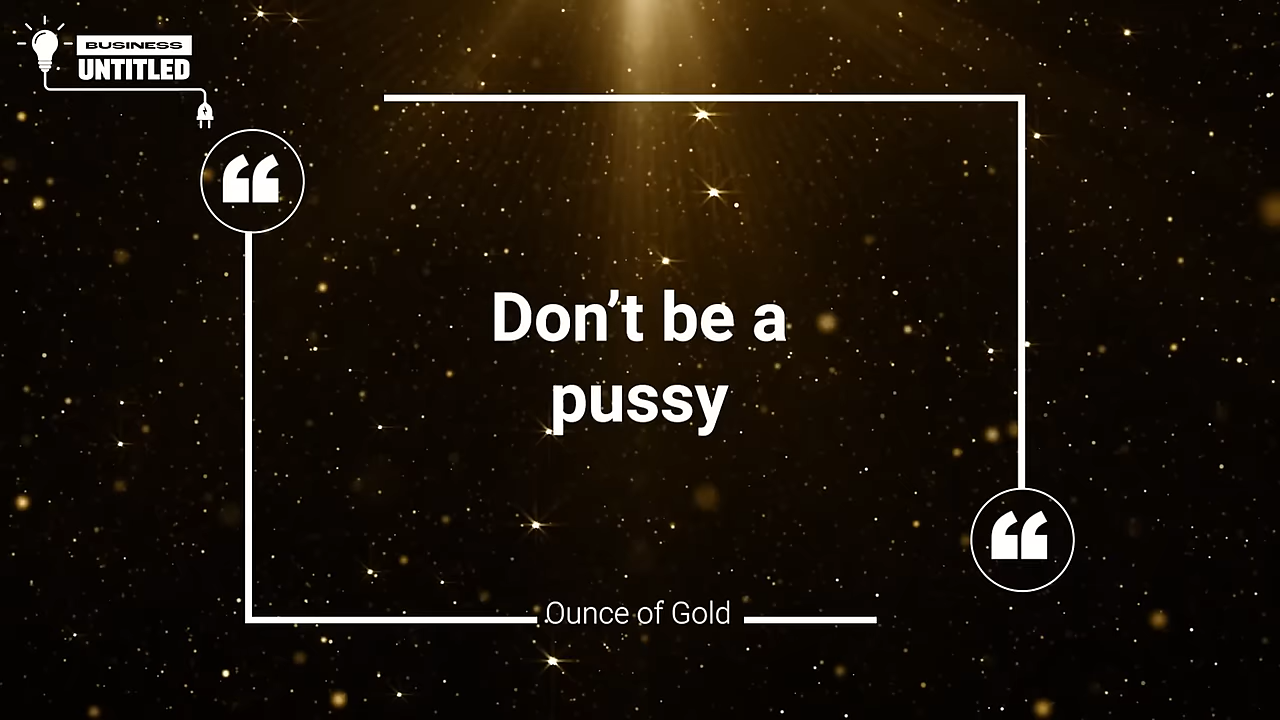 BUSINESS
UNTITLED
“
Don’t be a
pussy
“
Ounce of Gold